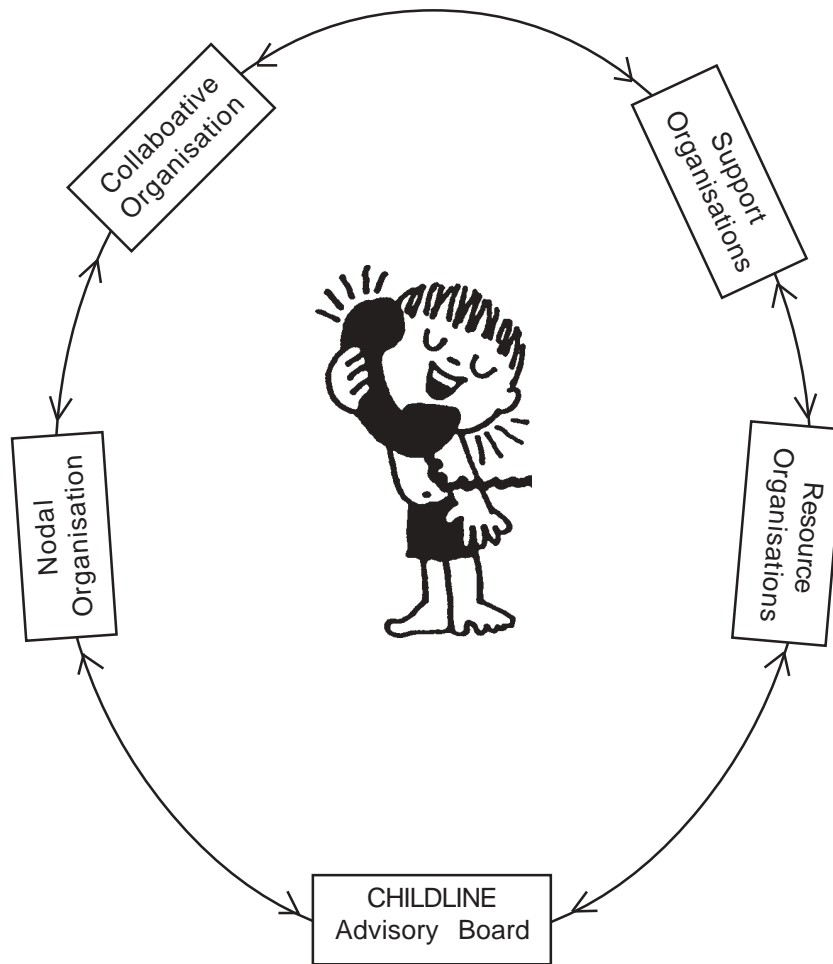 Collaboative
Organisation
Support
Organisations
Nodal
Organisation
Resource
Organisations
CHILDLINE
Advisory Board